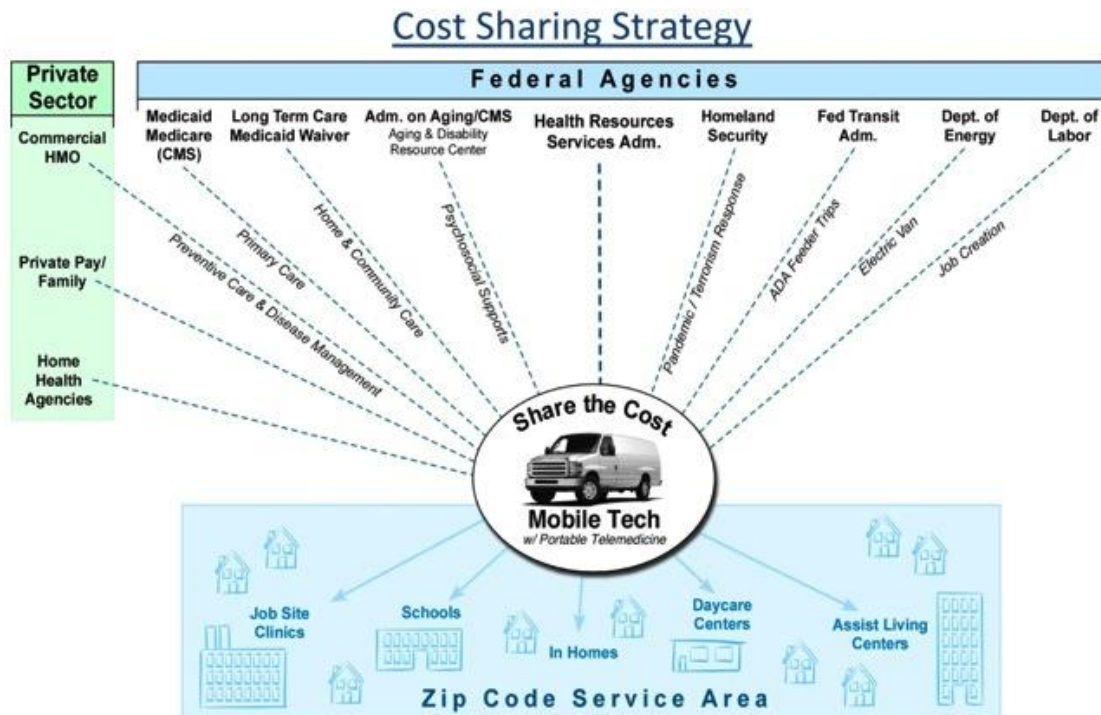 Cost Sharing Strategy
Private
Sector
Federal Agencies
Commercial
HMO
Private Pay/
Family
Home
Health
Agencies
Medicaid
Medicare
(CMS)
Long Term Care
Medicaid Waiver
Adm. on Aging/CMS
Aging & Disability
Resource Center
Health Resources
Services Adm.
Homeland
Security
Fed Transit
Adm.
Dept. of
Energy
Dept. of
Labor
Preventive Care & Disease Management
Primary Care
Home & Community Care
Psychosocial Supports
Pandemic / Terrorism Response
ADA Feeder Trips
Electric Van
Job Creation
Share the Cost
Mobile Tech
w/ Portable Telemedicine
Job Site
Clinics
Schools
In Homes
Daycare
Centers
Assist Living
Centers
Zip Code Service Area